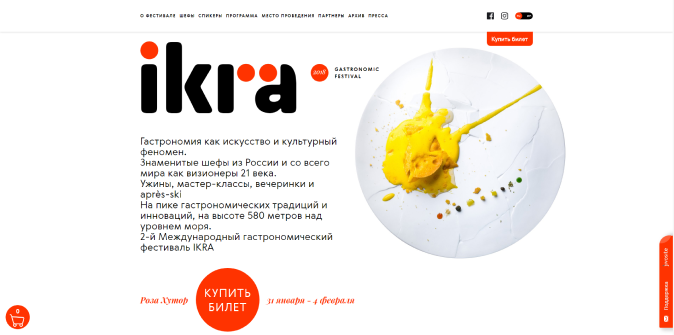 О ФЕСТИВАЛЕ ШЕФЫ СПИКЕРЫ ПРОГРАММА МЕСТО ПРОВЕДЕНИЯ ПАРТНЕРЫ АРХИВ ПРЕССА
Купить билет
ikra
2018
GASTRONOMIC
FESTIVAL
Гастрономия как искусство и культурный
феномен.
Знаменитые шефы из России и со всего
мира как визионеры 21 века.
Ужины, мастер-классы, вечеринки и
après-ski
На пике гастрономических традиций и
инноваций, на высоте 580 метров над
уровнем моря.
2-й Международный гастрономический
фестиваль IKRA
Роза Хутор
КУПИТЬ
БИЛЕТ
31 января – 4 февраля
0
Поддержка